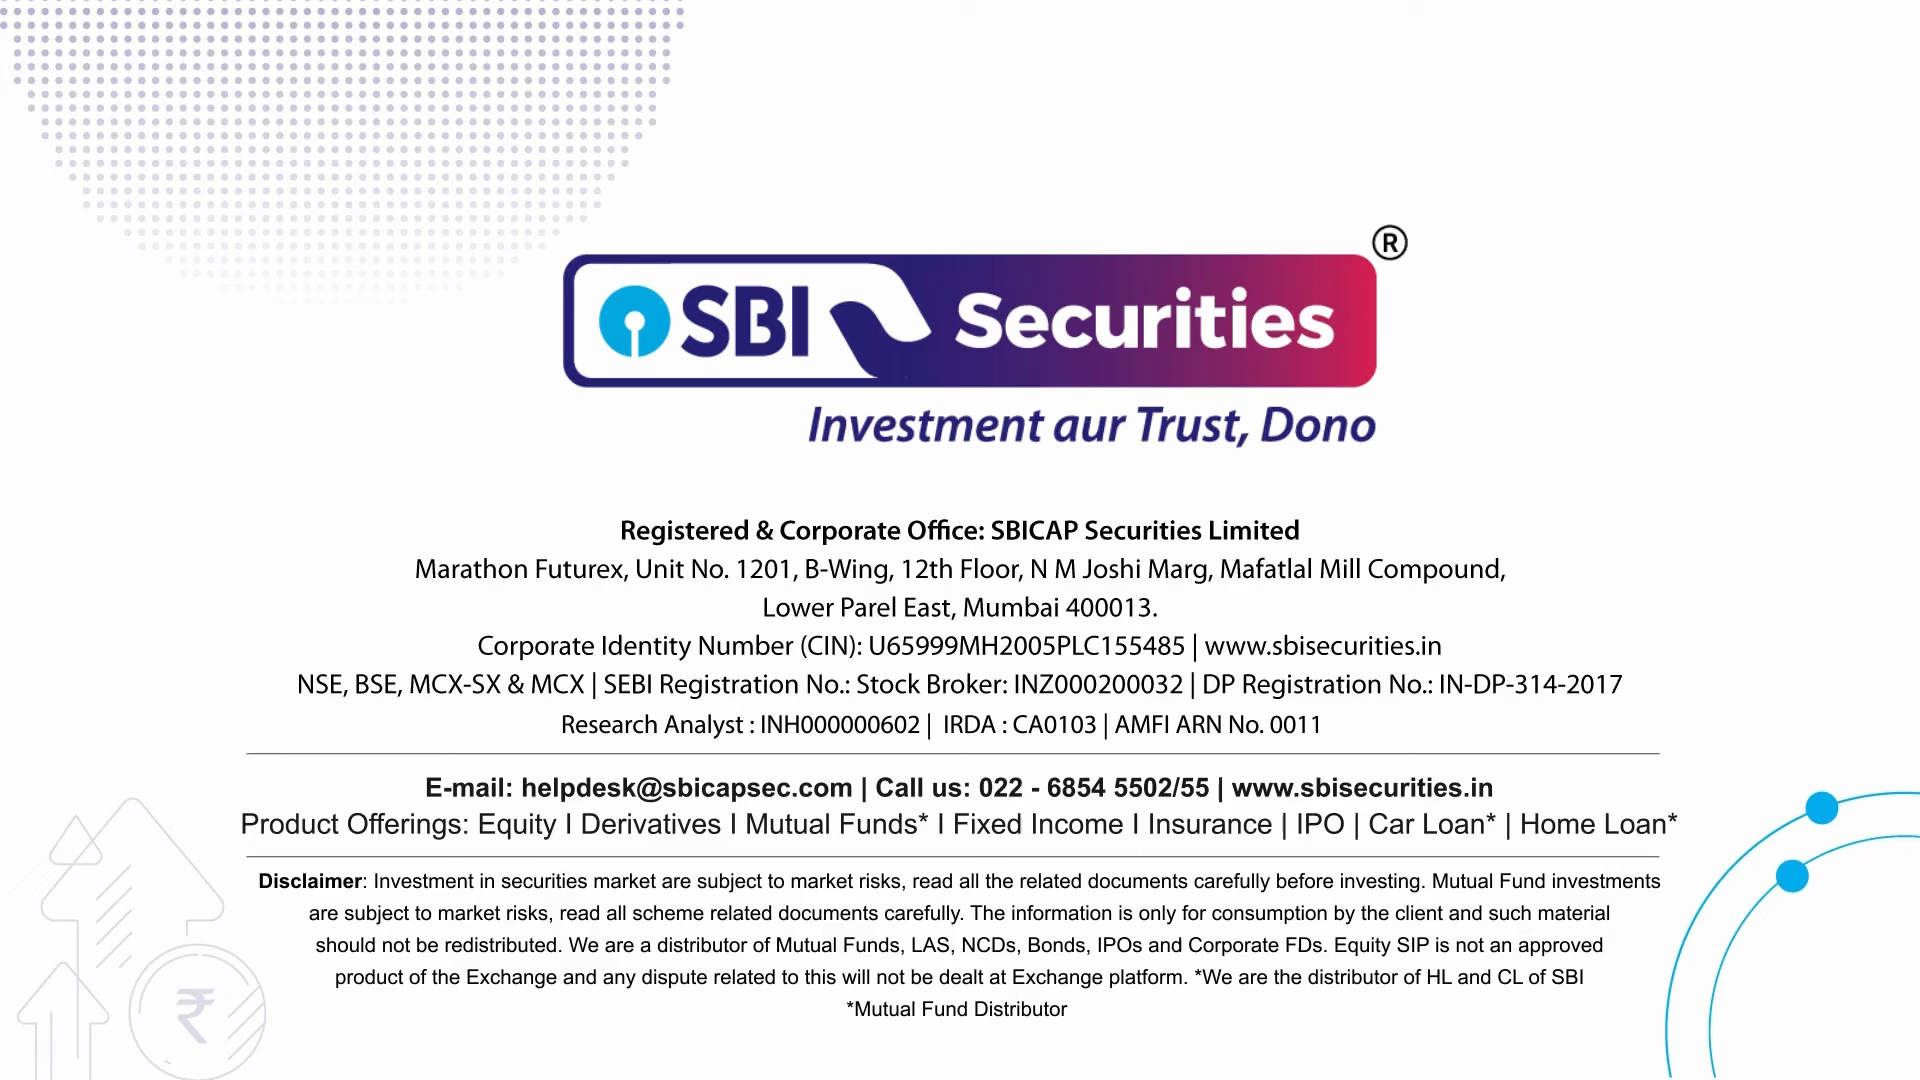 ®
SBI Securities
Investment aur Trust, Dono
Registered & Corporate Office: SBICAP Securities Limited
Marathon Futurex, Unit No. 1201, B-Wing, 12th Floor, N M Joshi Marg, Mafatlal Mill Compound,
Lower Parel East, Mumbai 400013.
Corporate Identity Number (CIN): U65999MH2005PLC155485 | www.sbisecurities.in
NSE, BSE, MCX-SX & MCX | SEBI Registration No.: Stock Broker: INZ000200032 | DP Registration No.: IN-DP-314-2017
Research Analyst : INH000000602 | IRDA : CA0103 | AMFI ARN No. 0011
E-mail: helpdesk@sbicapsec.com | Call us: 022 - 6854 5502/55 | www.sbisecurities.in
Product Offerings: Equity I Derivatives I Mutual Funds* I Fixed Income I Insurance | IPO | Car Loan* | Home Loan*
Disclaimer: Investment in securities market are subject to market risks, read all the related documents carefully before investing. Mutual Fund investments
are subject to market risks, read all scheme related documents carefully. The information is only for consumption by the client and such material
should not be redistributed. We are a distributor of Mutual Funds, LAS, NCDs, Bonds, IPOs and Corporate FDs. Equity SIP is not an approved
product of the Exchange and any dispute related to this will not be dealt at Exchange platform. *We are the distributor of HL and CL of SBI
*Mutual Fund Distributor
₹